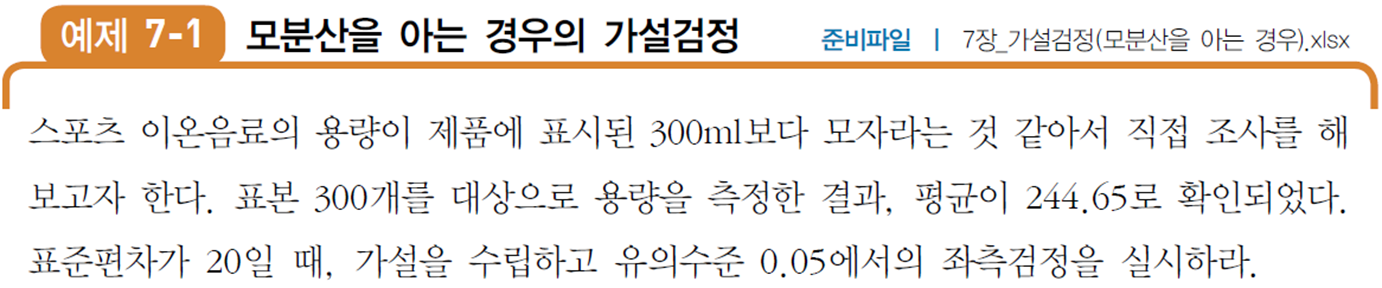 예제 7-1 모분산을 아는 경우의 가설검정 준비파일 | 7장_가설검정(모분산을 아는 경우).xlsx
스포츠 이온음료의 용량이 제품에 표시된 300ml보다 모자라는 것 같아서 직접 조사를 해
보고자 한다. 표본 300개를 대상으로 용량을 측정한 결과, 평균이 244.65로 확인되었다.
표준편차가 20일 때, 가설을 수립하고 유의수준 0.05에서의 좌측검정을 실시하라.